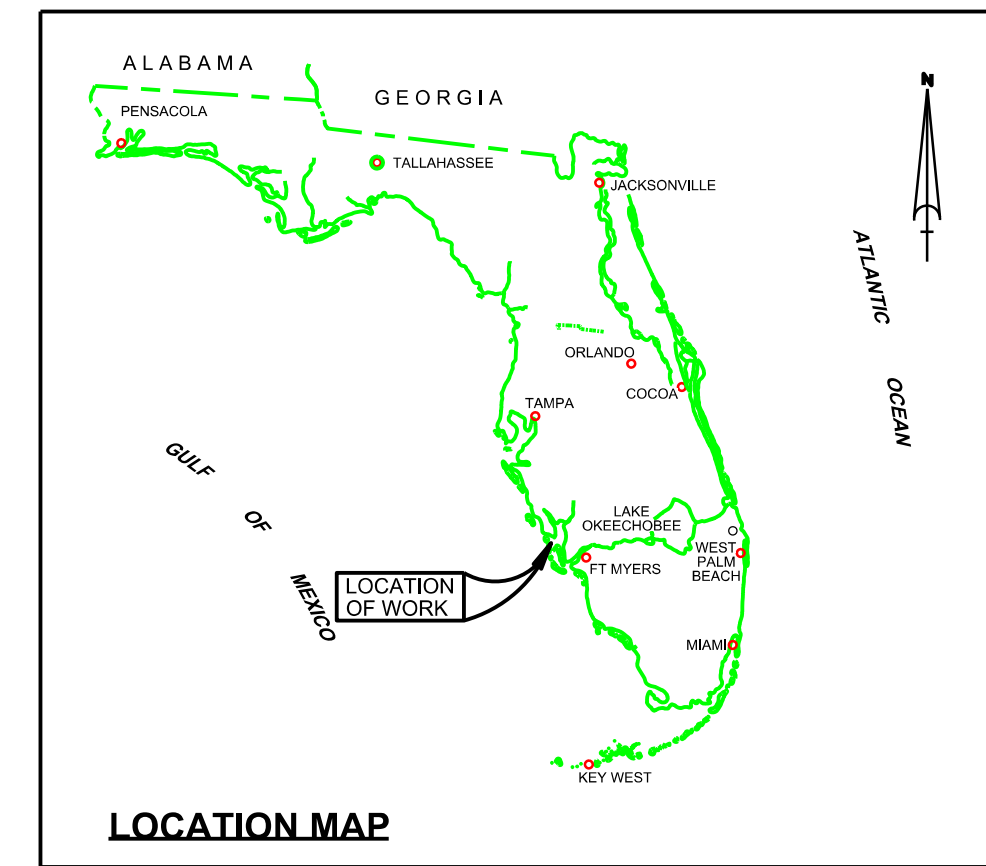 ALABAMA
GEORGIA
N
PENSACOLA
TALLAHASSEE
JACKSONVILLE
ATLANTIC
OCEAN
ORLANDO
COCOA
TAMPA
GULF
OF
MEXICO
LAKE
OKEECHOBEE
WEST
PALM
BEACH
FT MYERS
LOCATION
OF WORK
MIAMI
KEY WEST
LOCATION MAP